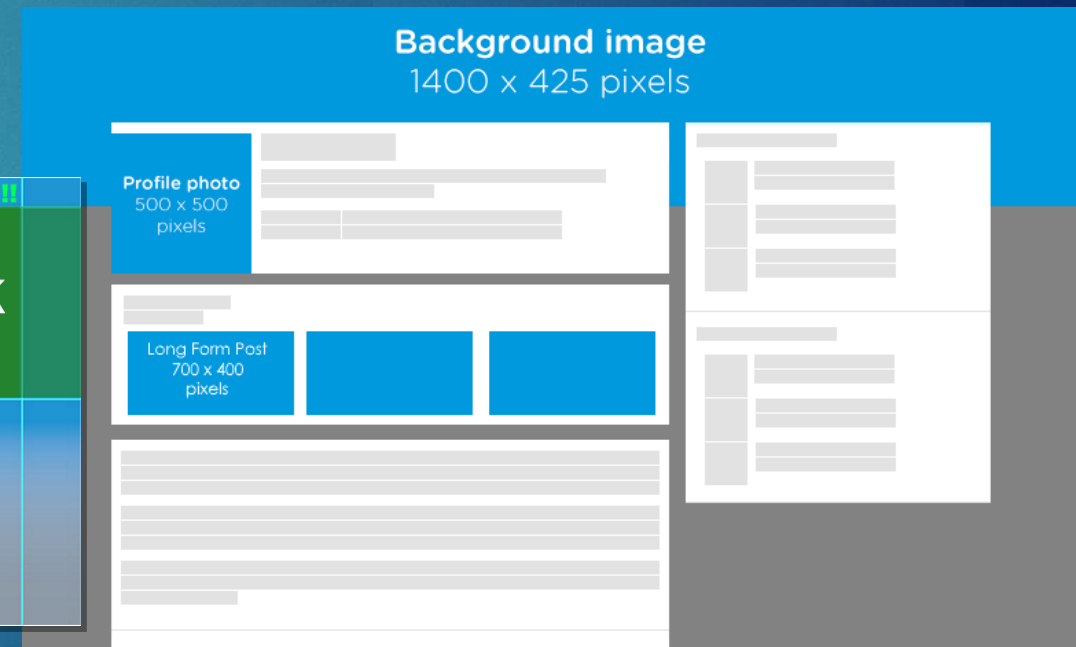 Background image
1400 x 425 pixels
Profile photo
500 x 500
pixels
!!
Long Form Post
700 x 400
pixels